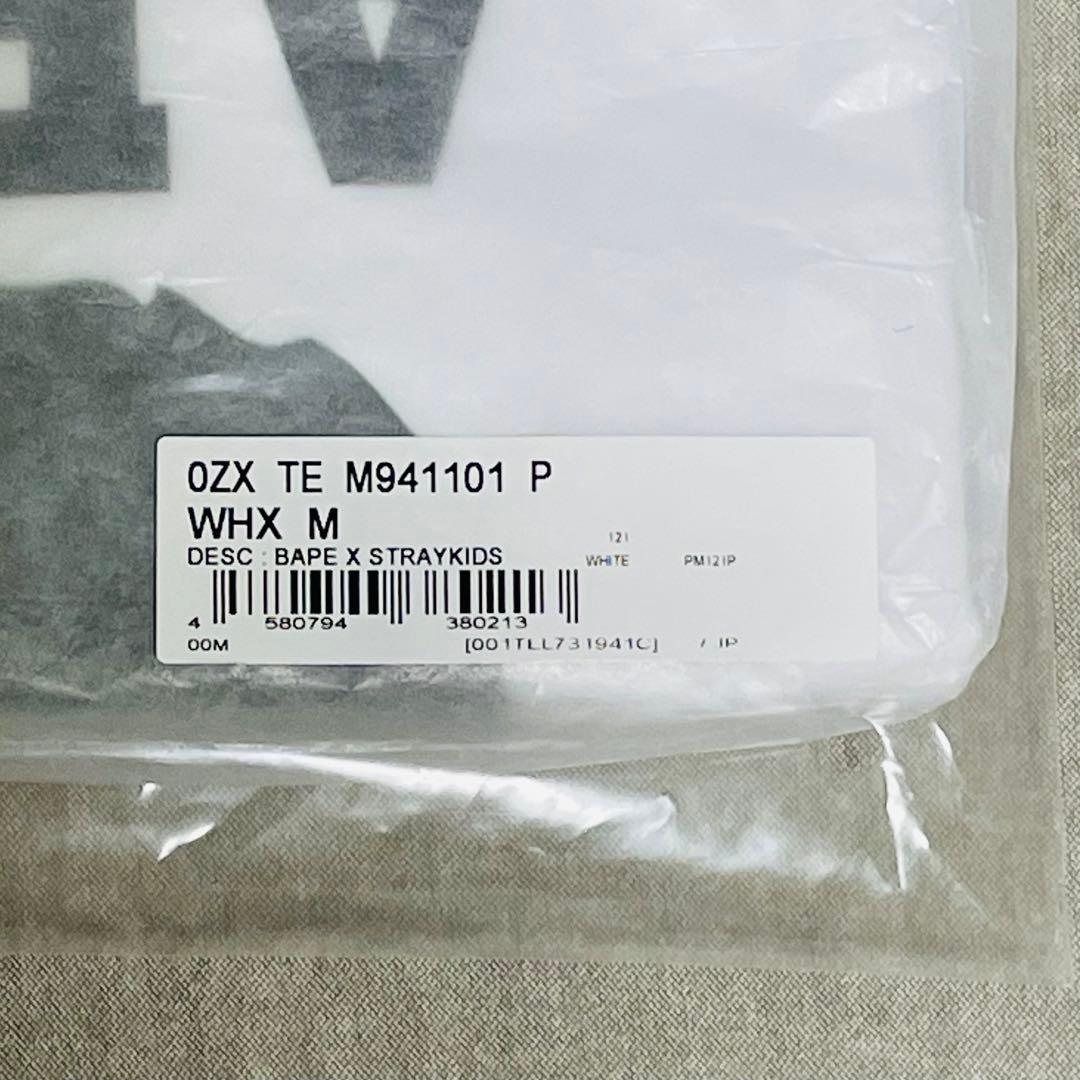 0ZX TE M941101 P
WHX M
121
DESC : BAPE X STRAYKIDS WHITE PM121P
4 580794 380213
00M [001TLL731941C]